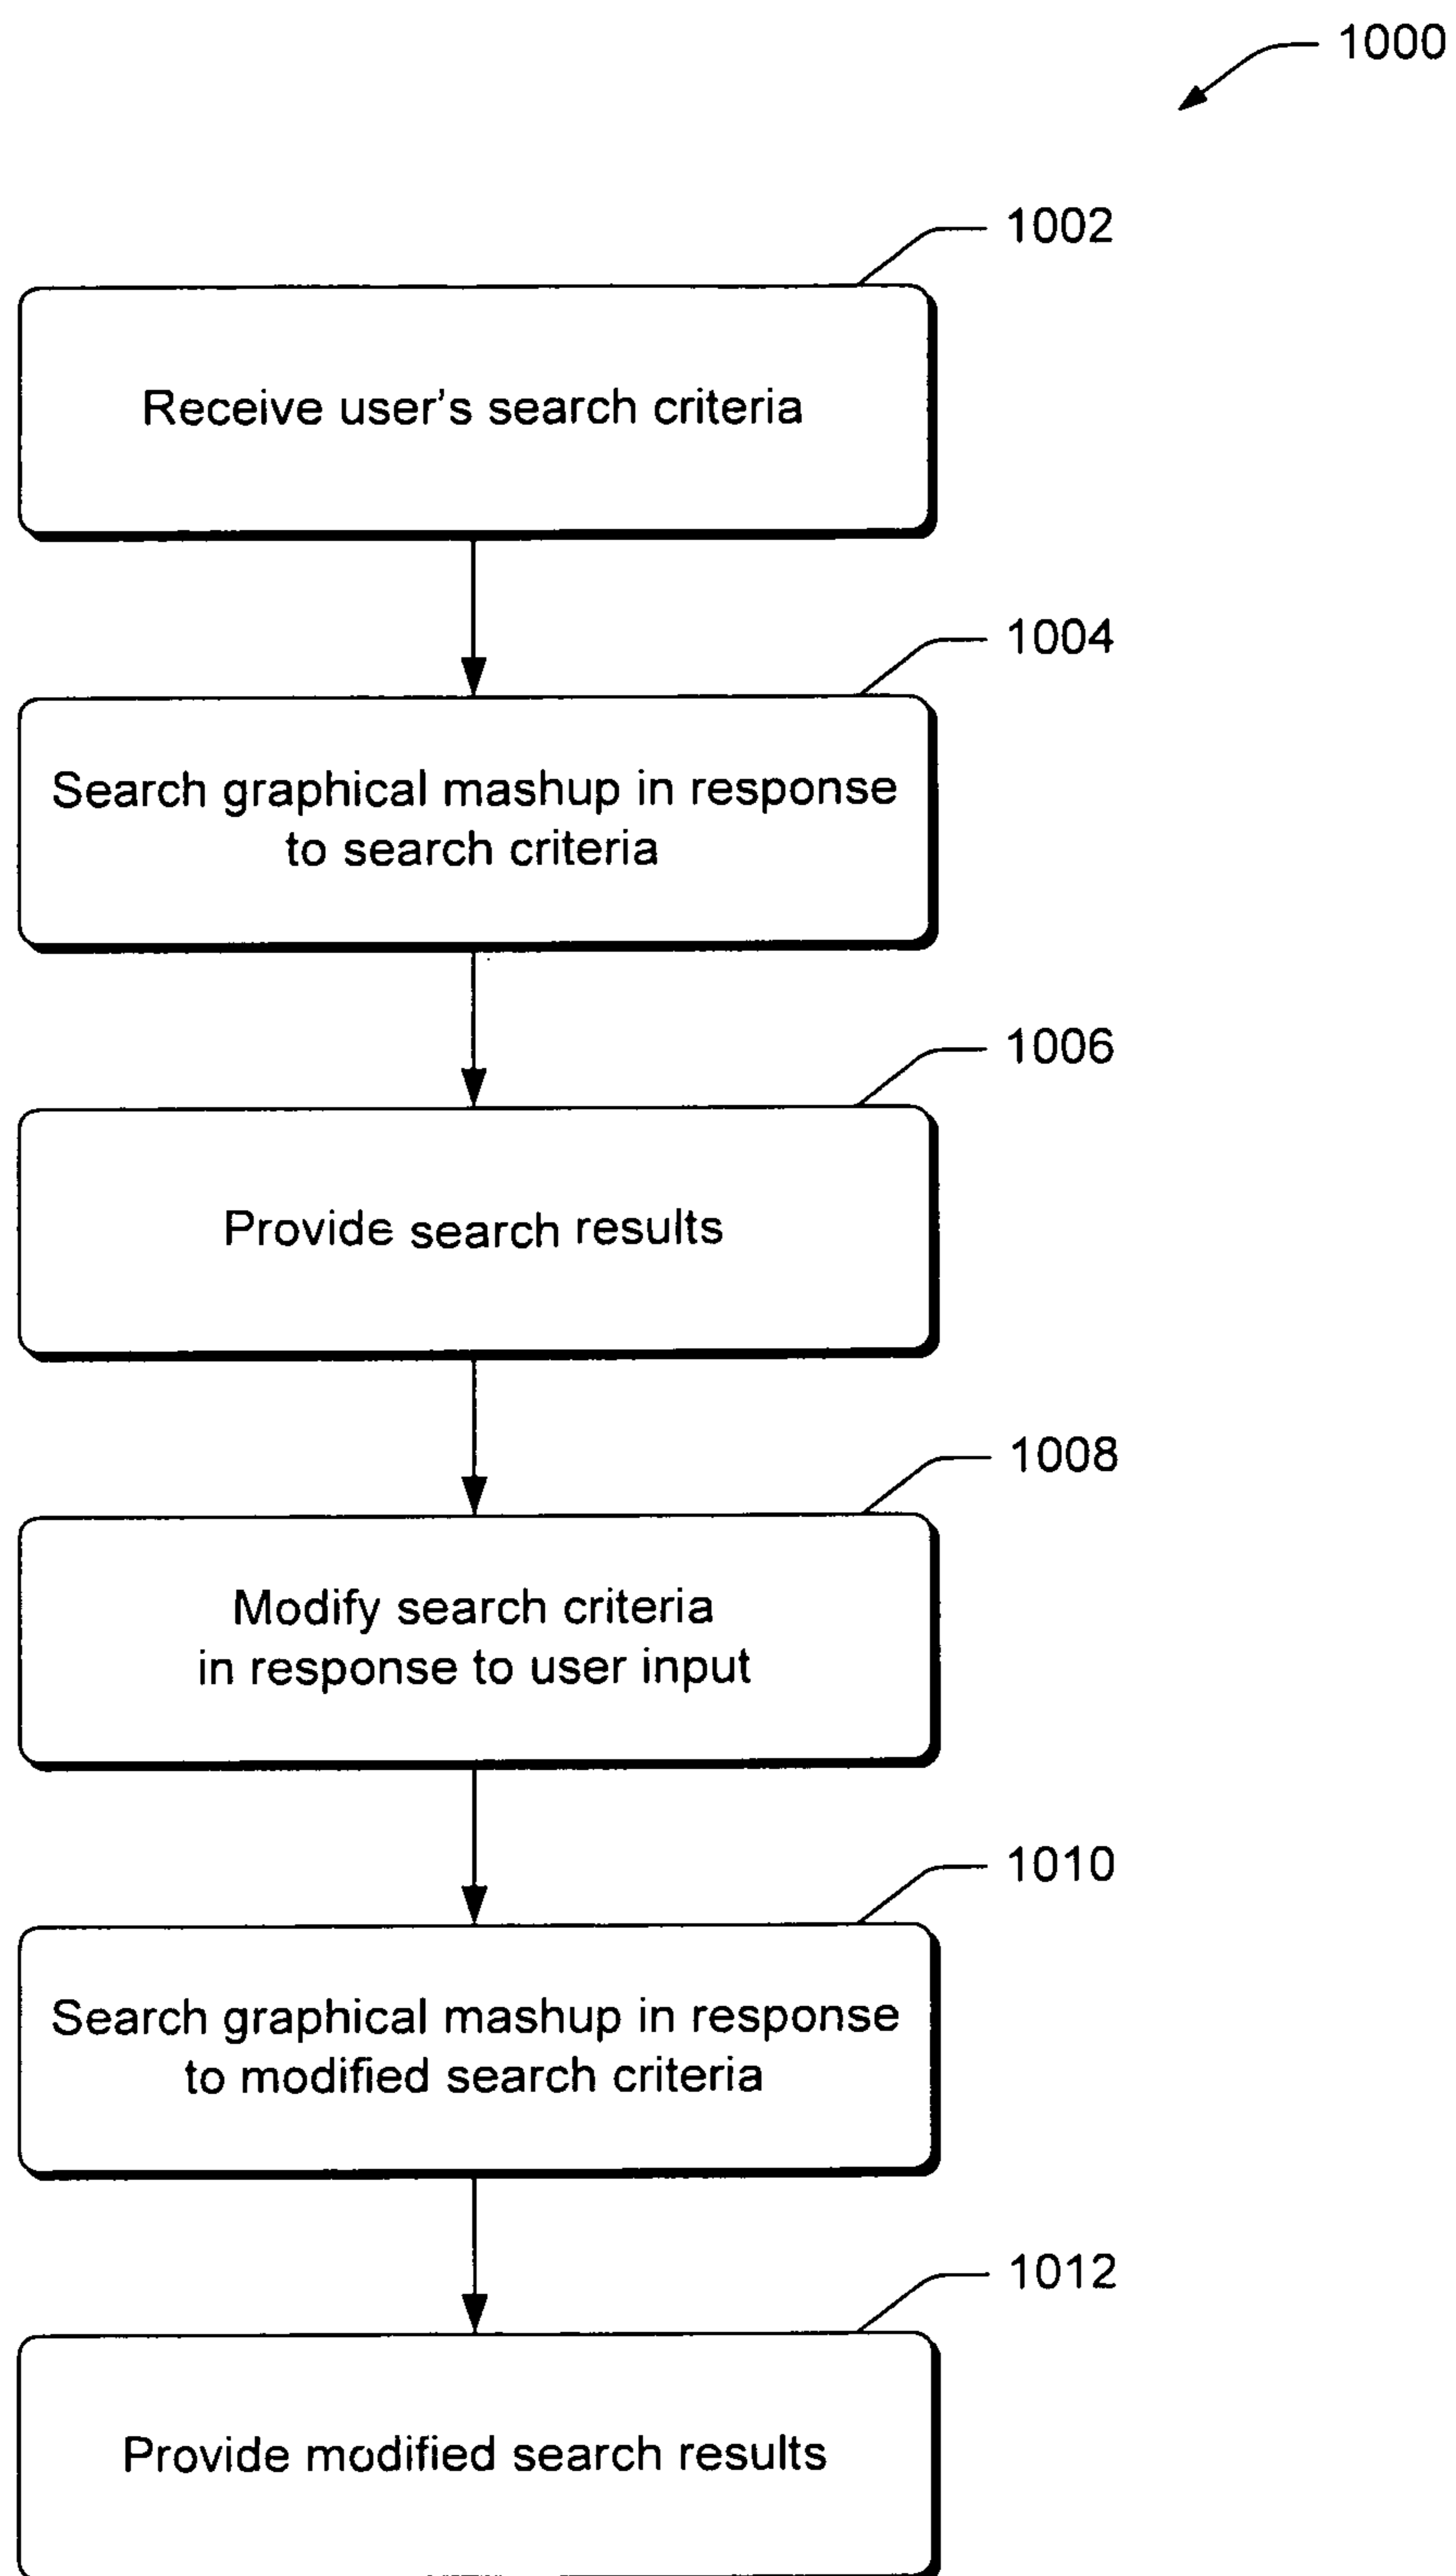 1000
1002
Receive user's search criteria
1004
Search graphical mashup in response
to search criteria
1006
Provide search results
1008
Modify search criteria
in response to user input
1010
Search graphical mashup in response
to modified search criteria
1012
Provide modified search results